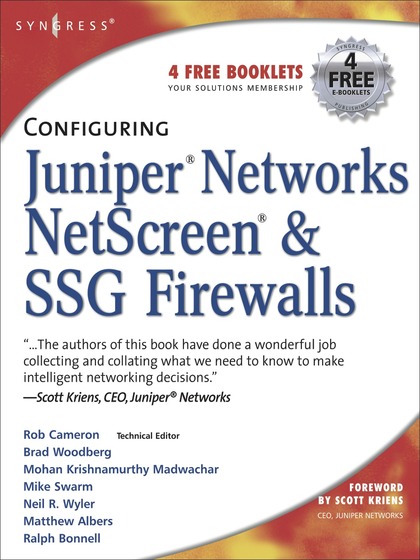 SYNGRESS®
4 FREE BOOKLETS
YOUR SOLUTIONS MEMBERSHIP
SYNGRESS
4
FREE
E-BOOKLETS
PUBLISHING
CONFIGURING
Juniper® Networks
NetScreen® &
SSG Firewalls
“...The authors of this book have done a wonderful job
collecting and collating what we need to know to make
intelligent networking decisions.”
—Scott Kriens, CEO, Juniper® Networks
Rob Cameron Technical Editor
Brad Woodberg
Mohan Krishnamurthy Madwachar
Mike Swarm
Neil R. Wyler
Matthew Albers
Ralph Bonnell
FOREWORD
BY SCOTT KRIENS
CEO, JUNIPER NETWORKS